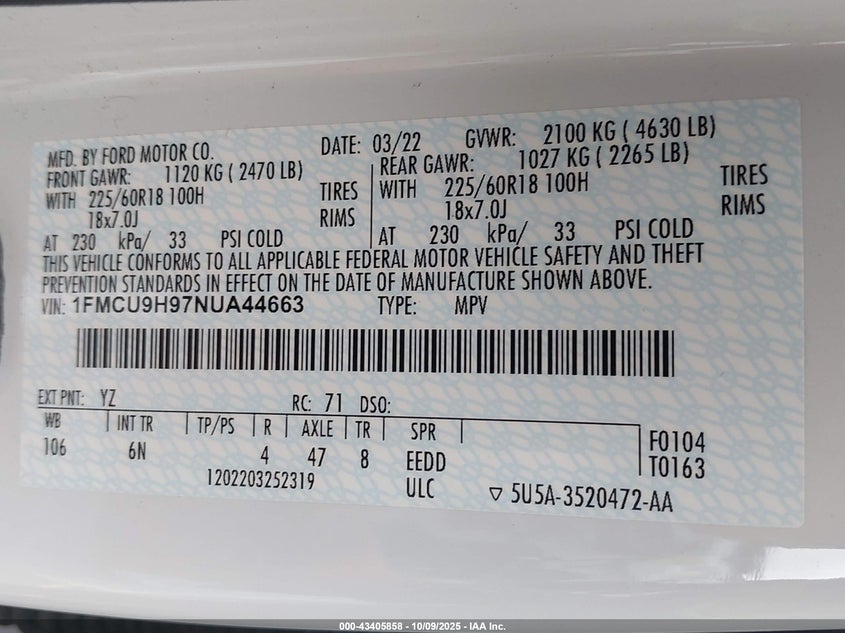 MFD. BY FORD MOTOR CO. DATE: 03/22 GVWR: 2100 KG ( 4630 LB)
FRONT GAWR: 1120 KG ( 2470 LB) REAR GAWR: 1027 KG ( 2265 LB)
WITH 225/60R18 100H TIRES WITH 225/60R18 100H TIRES
18x7.0J RIMS 18x7.0J RIMS
AT 230 kPa/ 33 PSI COLD AT 230 kPa/ 33 PSI COLD
THIS VEHICLE CONFORMS TO ALL APPLICABLE FEDERAL MOTOR VEHICLE SAFETY AND THEFT
PREVENTION STANDARDS IN EFFECT ON THE DATE OF MANUFACTURE SHOWN ABOVE.
VIN: 1FMCU9H97NUA44663 TYPE: MPV
EXT PNT: YZ RC: 71 DSO:
WB INT TR TP/PS R AXLE TR SPR F0104
106 6N 4 47 8 EEDD T0163
1202203252319 ULC 5U5A-3520472-AA
000-43405858 - 10/09/2025 - IAA Inc.